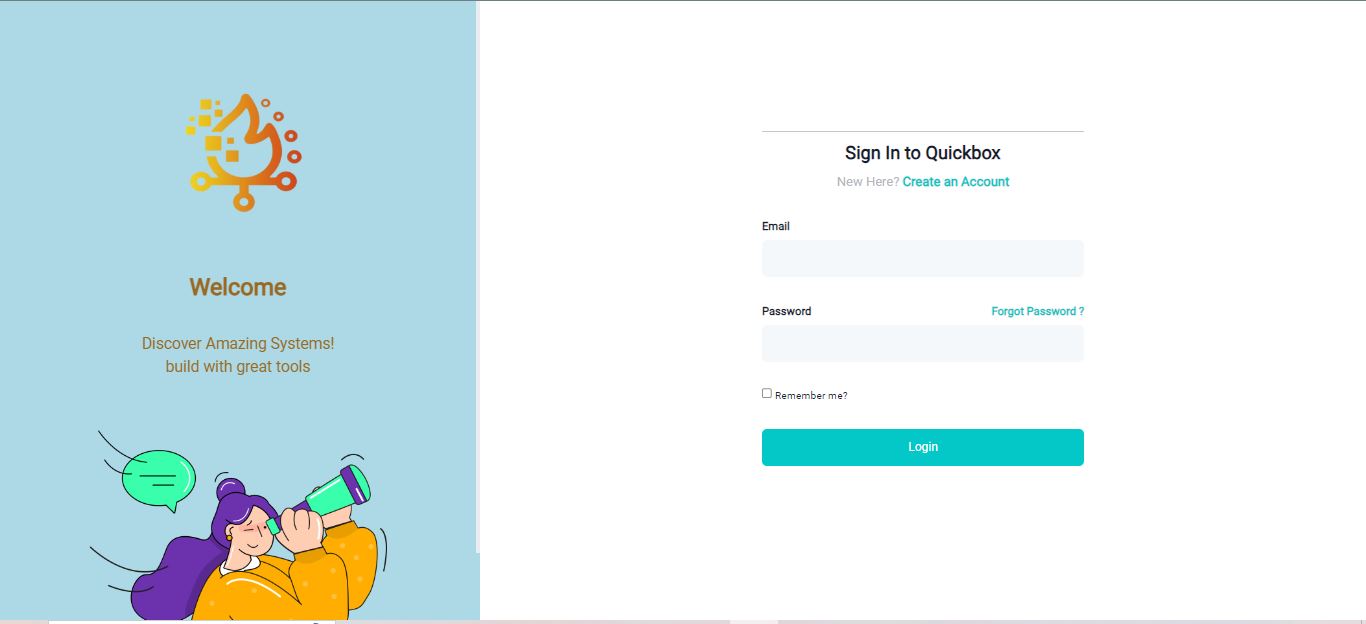 Welcome
Discover Amazing Systems!
build with great tools
Sign In to Quickbox
New Here? Create an Account
Email
Password
Forgot Password ?
Remember me?
Login